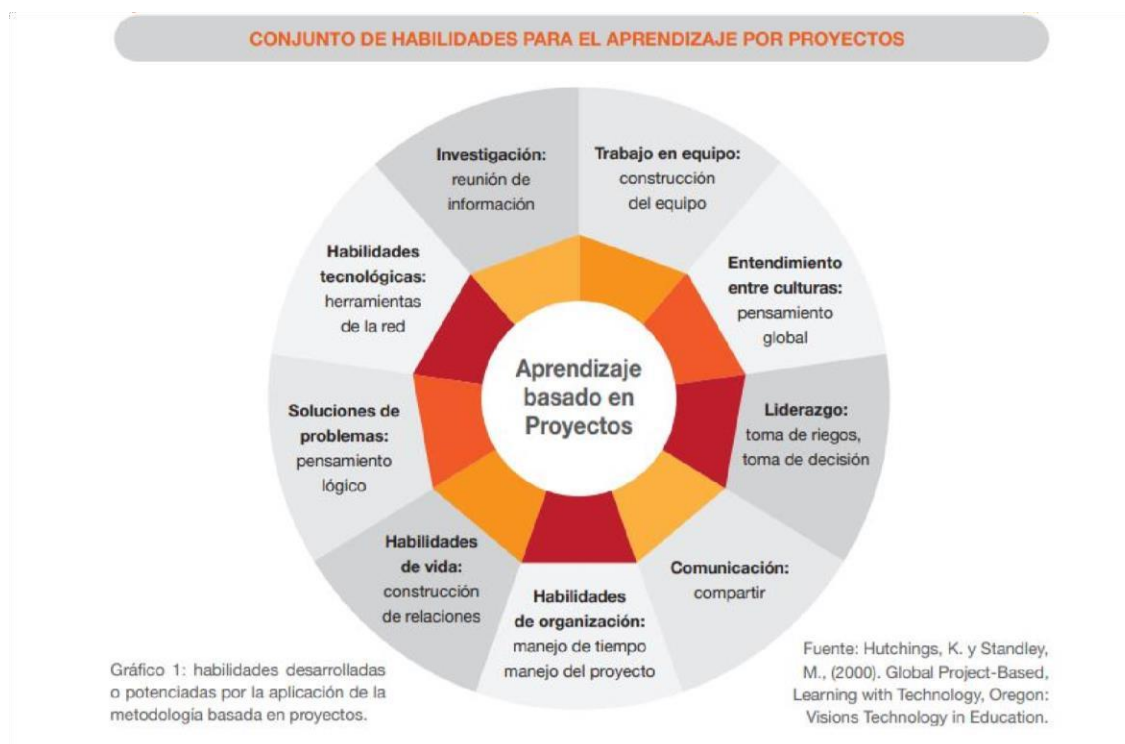 CONJUNTO DE HABILIDADES PARA EL APRENDIZAJE POR PROYECTOS
Investigación:
reunión de
información
Trabajo en equipo:
construcción
del equipo
Habilidades
tecnológicas:
herramientas
de la red
Entendimiento
entre culturas:
pensamiento
global
Aprendizaje
basado en
Proyectos
Soluciones de
problemas:
pensamiento
lógico
Liderazgo:
toma de riegos,
toma de decisión
Habilidades
de vida:
construcción
de relaciones
Habilidades
de organización:
manejo de tiempo
manejo del proyecto
Comunicación:
compartir
Gráfico 1: habilidades desarrolladas
o potenciadas por la aplicación de la
metodología basada en proyectos.
Fuente: Hutchings, K. y Standley,
M., (2000). Global Project-Based,
Learning with Technology, Oregon:
Visions Technology in Education.